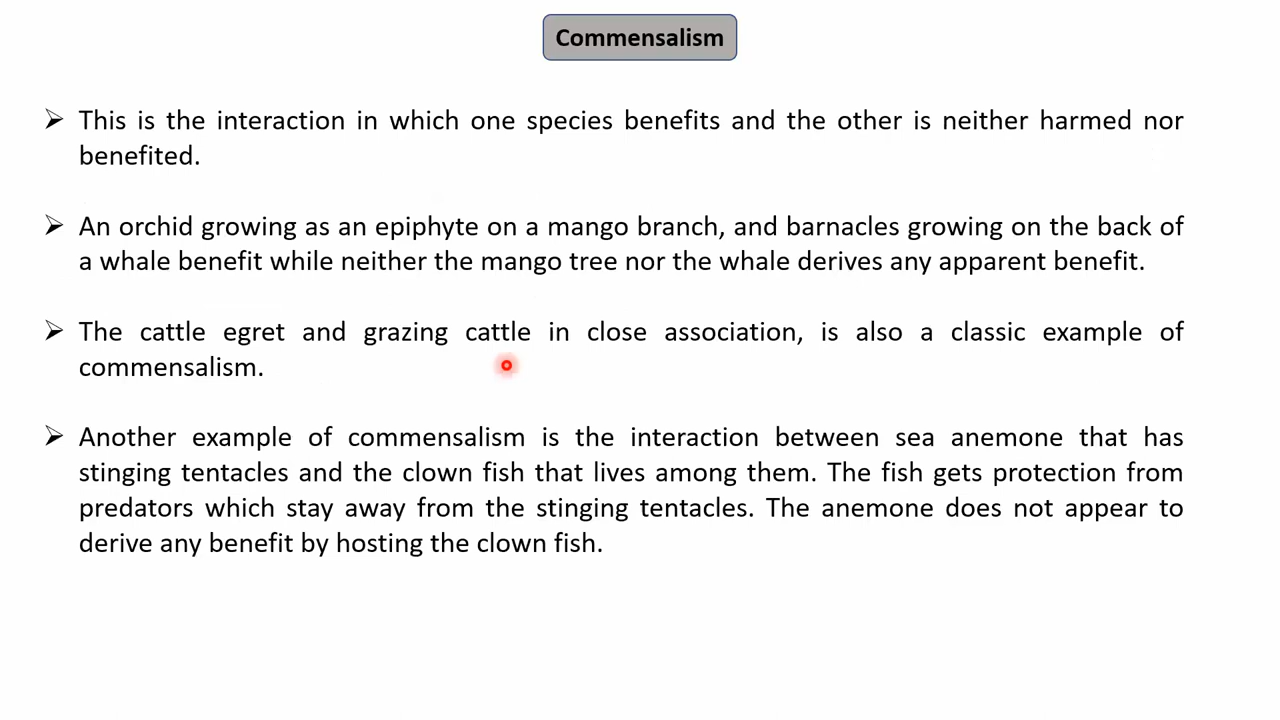 Commensalism
➢ This is the interaction in which one species benefits and the other is neither harmed nor
benefited.
➢ An orchid growing as an epiphyte on a mango branch, and barnacles growing on the back of
a whale benefit while neither the mango tree nor the whale derives any apparent benefit.
➢ The cattle egret and grazing cattle in close association, is also a classic example of
commensalism.
➢ Another example of commensalism is the interaction between sea anemone that has
stinging tentacles and the clown fish that lives among them. The fish gets protection from
predators which stay away from the stinging tentacles. The anemone does not appear to
derive any benefit by hosting the clown fish.